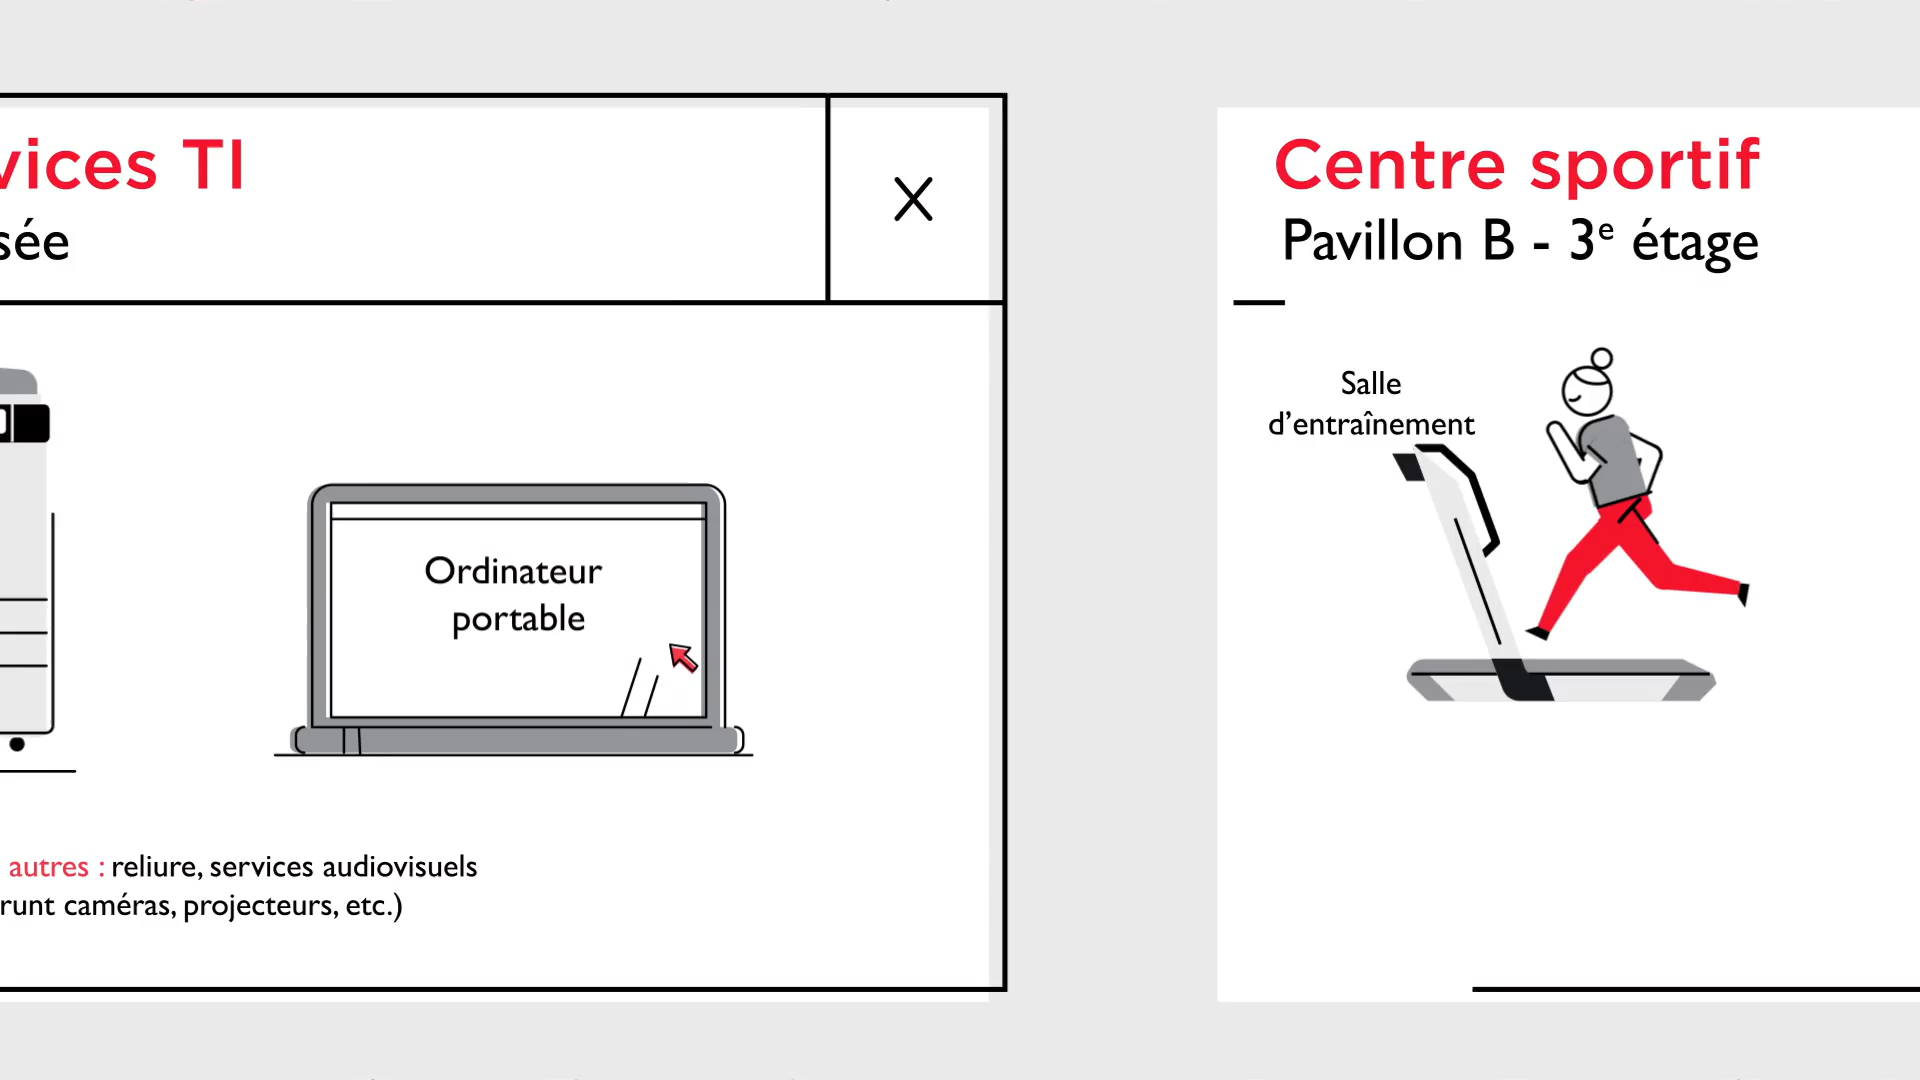 vices TI
sée
X
Ordinateur
portable
autres : reliure, services audiovisuels
runt caméras, projecteurs, etc.)
Centre sportif
Pavillon B - 3e étage
Salle
d’entraînement